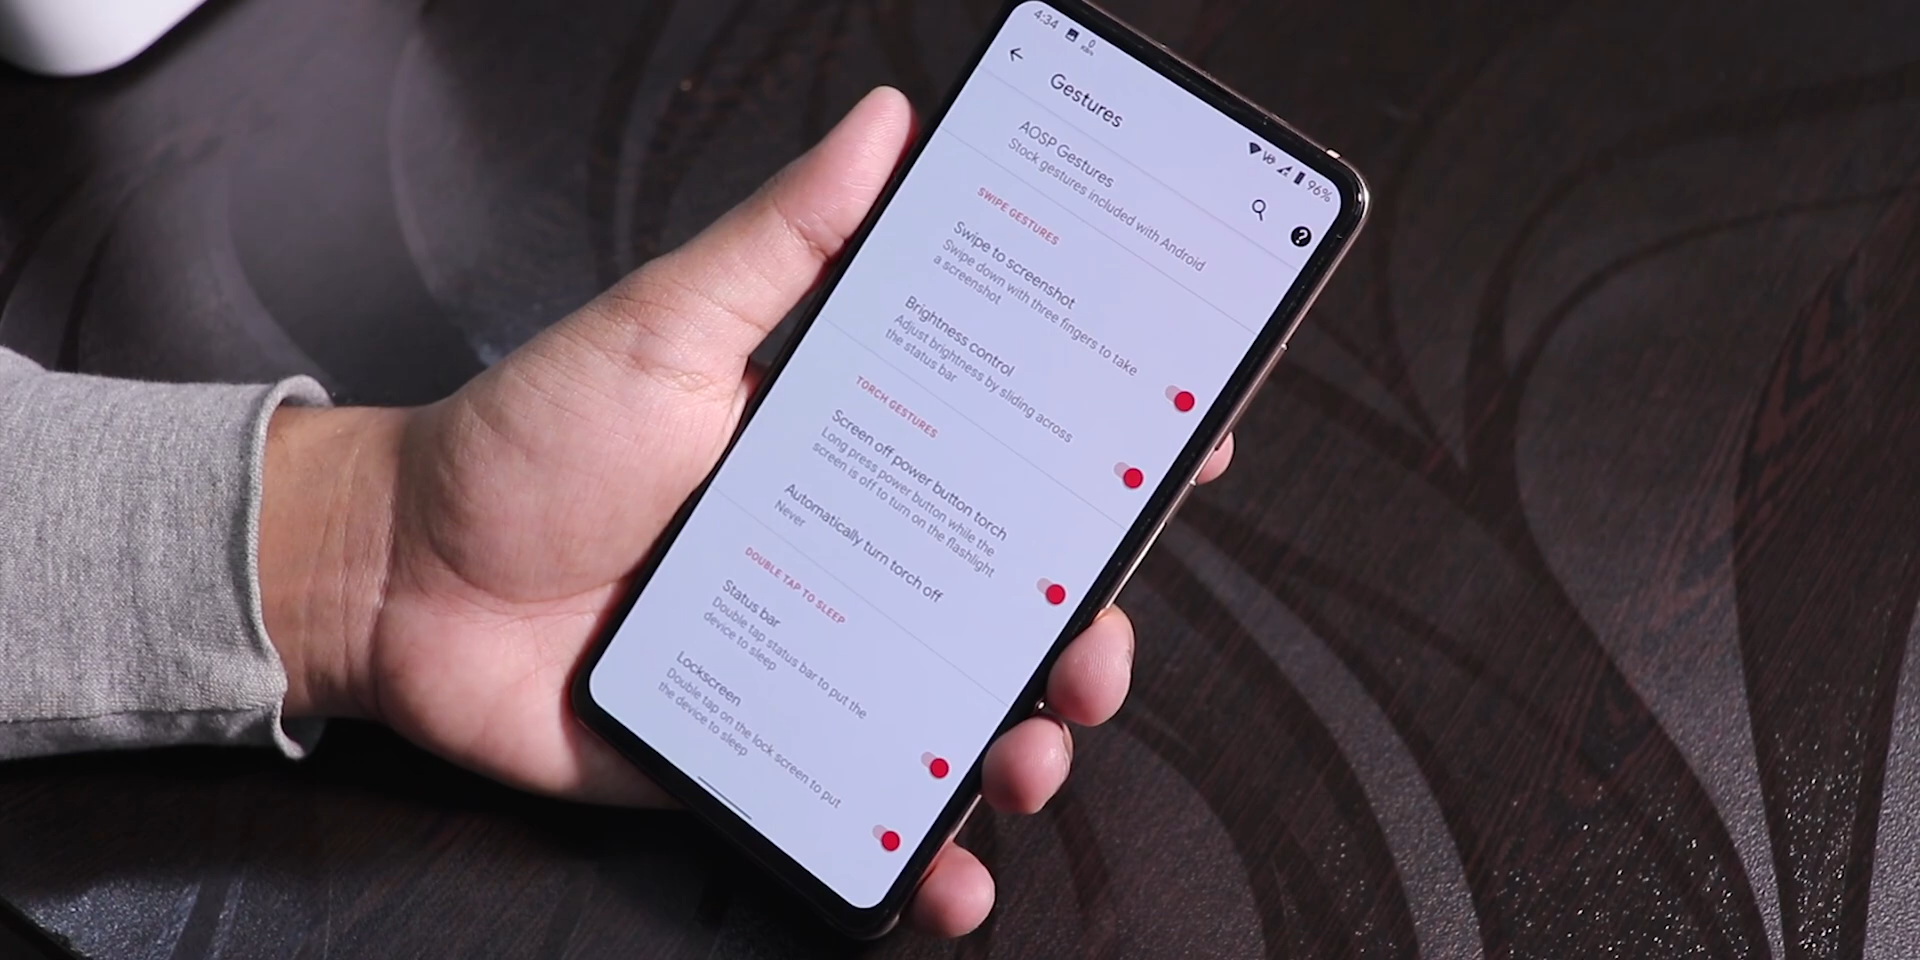 4:34 0 KB/s Vo 96%
Gestures
AOSP Gestures
Stock gestures included with Android
SWIPE GESTURES
Swipe to screenshot
Swipe down with three fingers to take
a screenshot
Brightness control
Adjust brightness by sliding across
the status bar
TORCH GESTURES
Screen off power button torch
Long press power button while the
screen is off to turn on the flashlight
Automatically turn torch off
Never
DOUBLE TAP TO SLEEP
Status bar
Double tap status bar to put the
device to sleep
Lockscreen
Double tap on the lock screen to put
the device to sleep